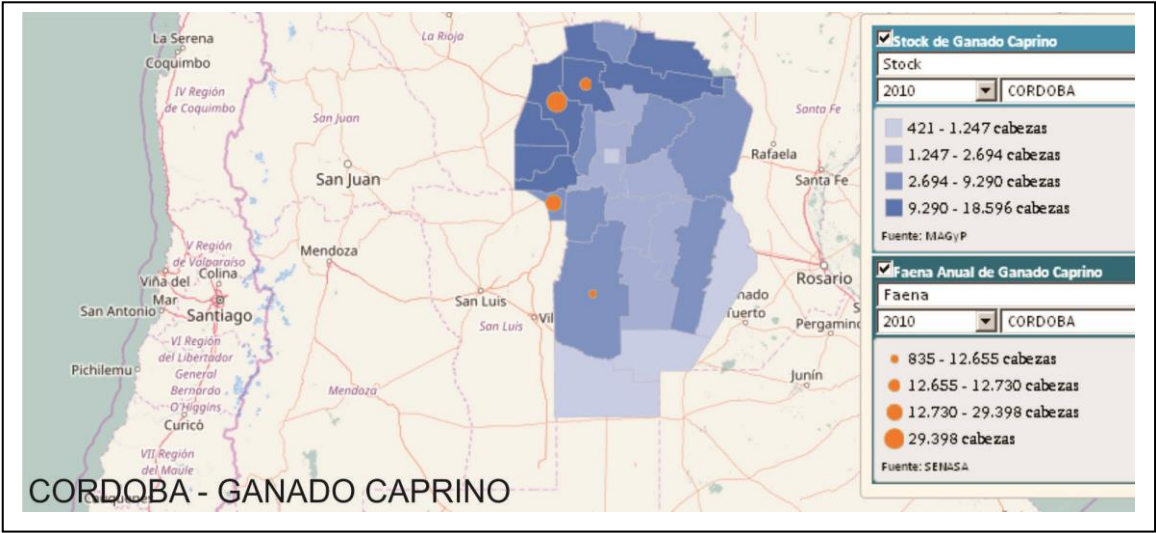 La Serena
Coquimbo
IV Región
de Coquimbo
La Rioja
San Juan
San Juan
Santa Fe
Rafaela
Santa Fe
Mendoza
V Región
de Valparaíso
Viña del
Mar
Colina
San Antonio
Santiago
San Luis
San Luis
Vil
Rosario
nado
Tuerto
Pergamino
VI Región
del Libertador
General
Bernardo
O'Higgins
Pichilemu
Mendoza
Junín
Curicó
VII Región
del Maule
CORDOBA - GANADO CAPRINO
Stock de Ganado Caprino
Stock
2010 CORDOBA
421 - 1.247 cabezas
1.247 - 2.694 cabezas
2.694 - 9.290 cabezas
9.290 - 18.596 cabezas
Fuente: MAGyP
Faena Anual de Ganado Caprino
Faena
2010 CORDOBA
835 - 12.655 cabezas
12.655 - 12.730 cabezas
12.730 - 29.398 cabezas
29.398 cabezas
Fuente: SENASA